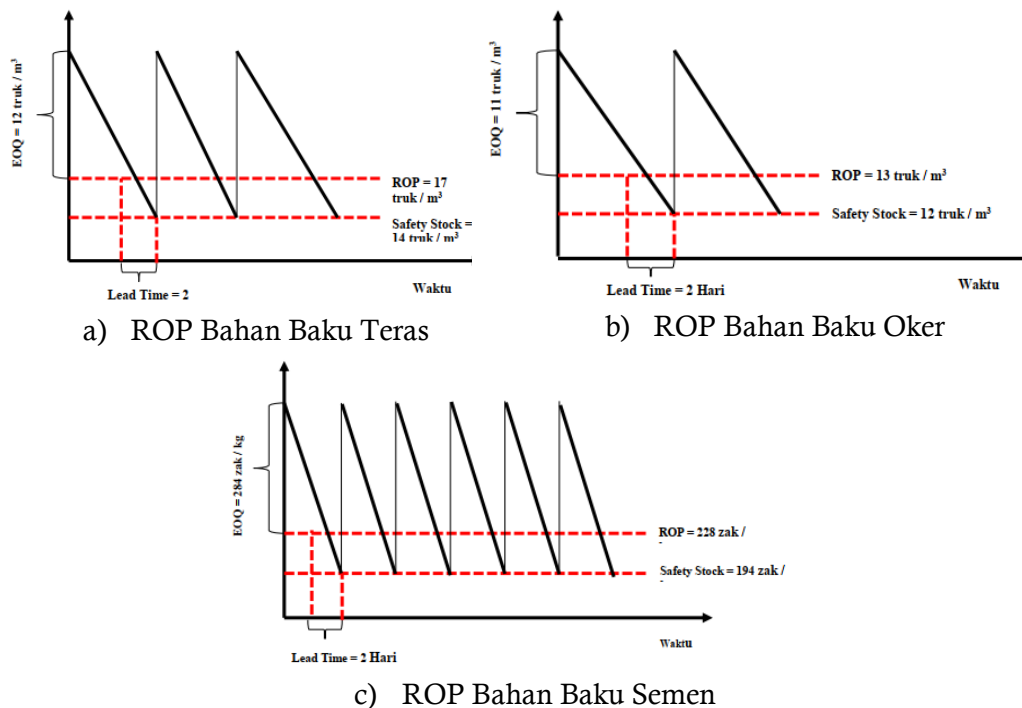 EOQ = 12 truk / m³
ROP = 17
truk / m³
Safety Stock =
14 truk / m³
Lead Time = 2
Waktu
a) ROP Bahan Baku Teras
EOQ = 11 truk / m³
ROP = 13 truk / m³
Safety Stock = 12 truk / m³
Lead Time = 2 Hari
Waktu
b) ROP Bahan Baku Oker
EOQ = 284 zak / kg
ROP = 228 zak /
Safety Stock = 194 zak /
Lead Time = 2 Hari
Waktu
c) ROP Bahan Baku Semen